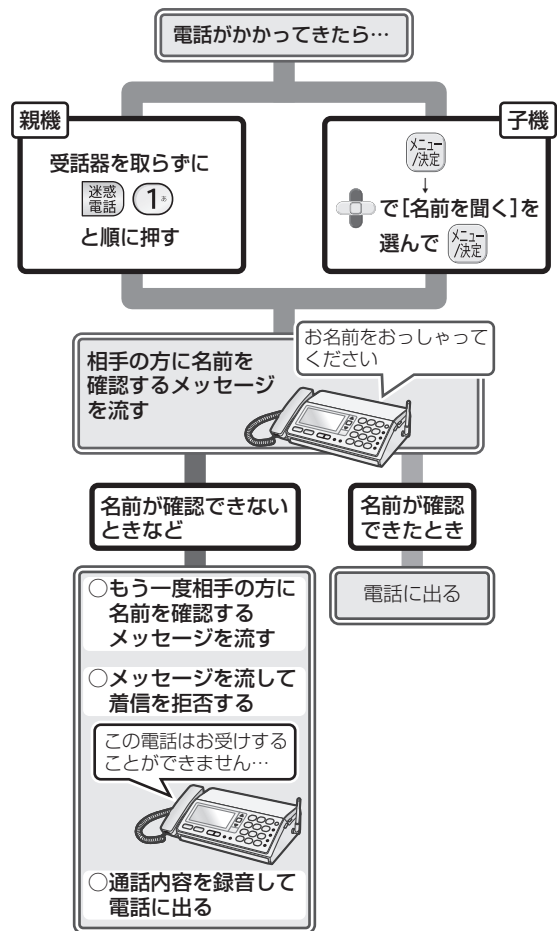 電話がかかってきたら…
親機
受話器を取らずに
迷惑
電話
1ぁ
と順に押す
子機
メニュー
/決定
↓
で[名前を聞く]を
選んで メニュー
/決定
相手の方に名前を
確認するメッセージ
を流す
お名前をおっしゃって
ください
名前が確認できない
ときなど
○もう一度相手の方に
名前を確認する
メッセージを流す
○メッセージを流して
着信を拒否する
この電話はお受けする
ことができません…
○通話内容を録音して
電話に出る
名前が確認
できたとき
電話に出る